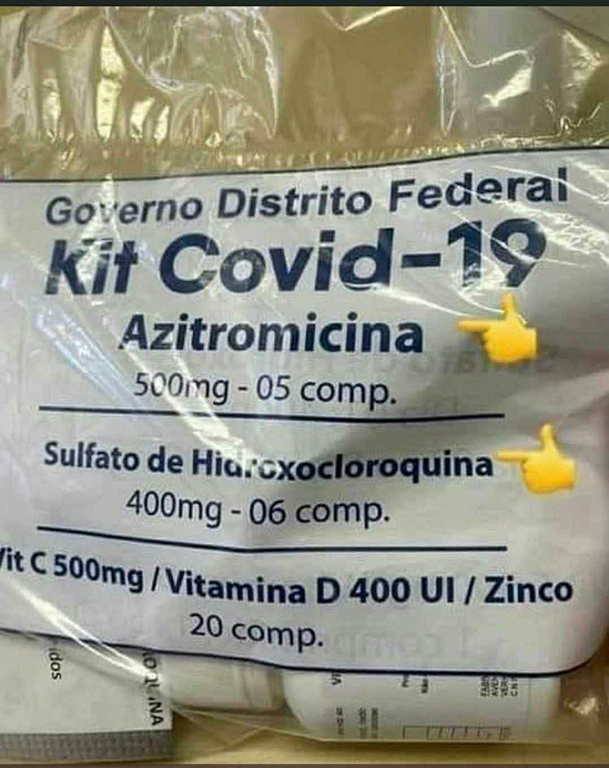 Governo Distrito Federal
Kit Covid-19
Azitromicina
500mg - 05 comp.
Sulfato de Hidroxocloroquina
400mg - 06 comp.
Vit C 500mg / Vitamina D 400 UI / Zinco
20 comp.